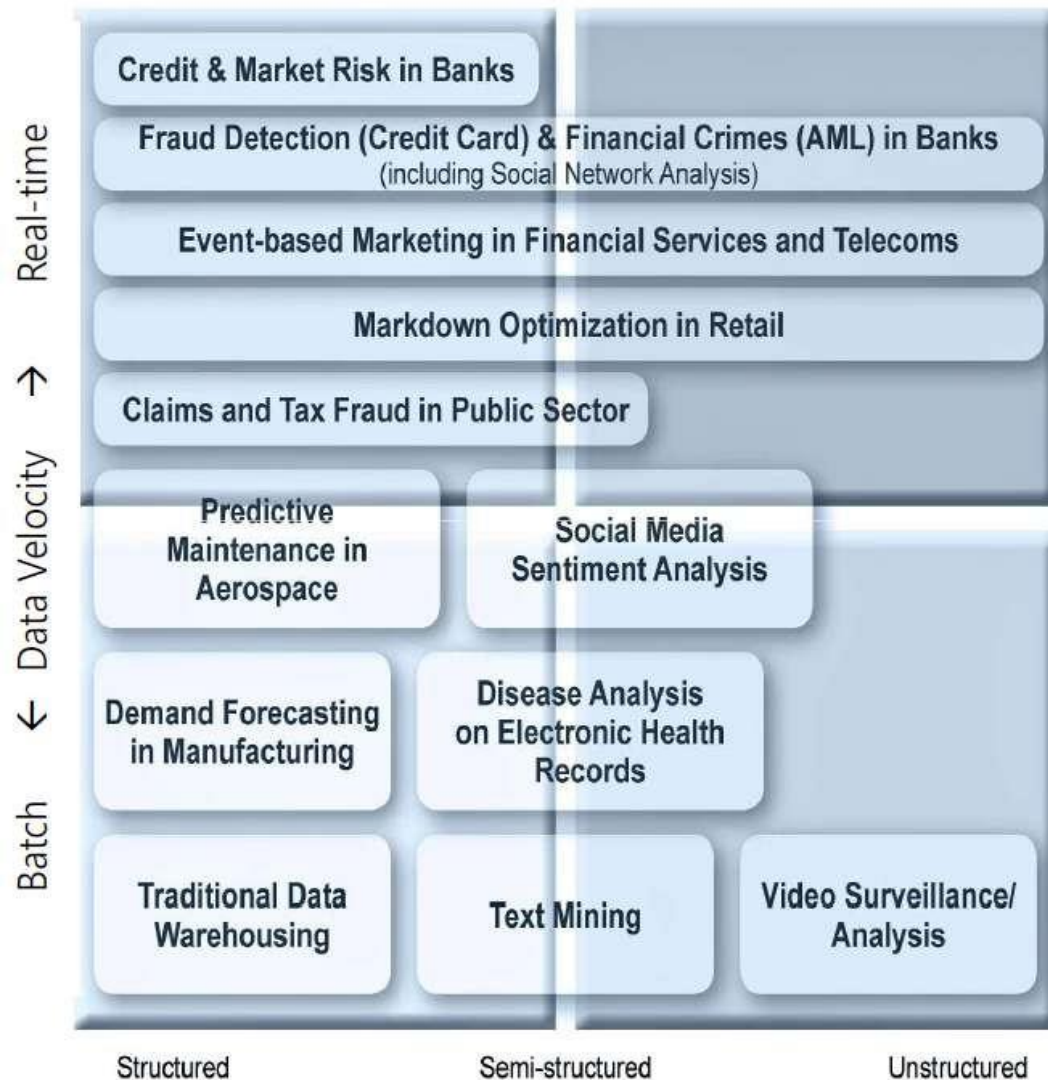 Credit & Market Risk in Banks
Fraud Detection (Credit Card) & Financial Crimes (AML) in Banks
(including Social Network Analysis)
Event-based Marketing in Financial Services and Telecoms
Markdown Optimization in Retail
Claims and Tax Fraud in Public Sector
Predictive
Maintenance in
Aerospace
Social Media
Sentiment Analysis
Demand Forecasting
in Manufacturing
Disease Analysis
on Electronic Health
Records
Traditional Data
Warehousing
Text Mining
Video Surveillance/
Analysis
Batch ← Data Velocity → Real-time
Structured
Semi-structured
Unstructured